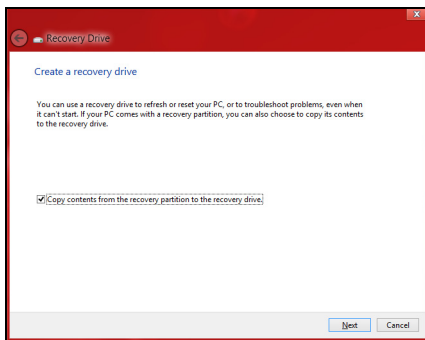 x
Recovery Drive
Create a recovery drive
You can use a recovery drive to refresh or reset your PC, or to troubleshoot problems, even when
it can't start. If your PC comes with a recovery partition, you can also choose to copy its contents
to the recovery drive.
Copy contents from the recovery partition to the recovery drive.
Next Cancel